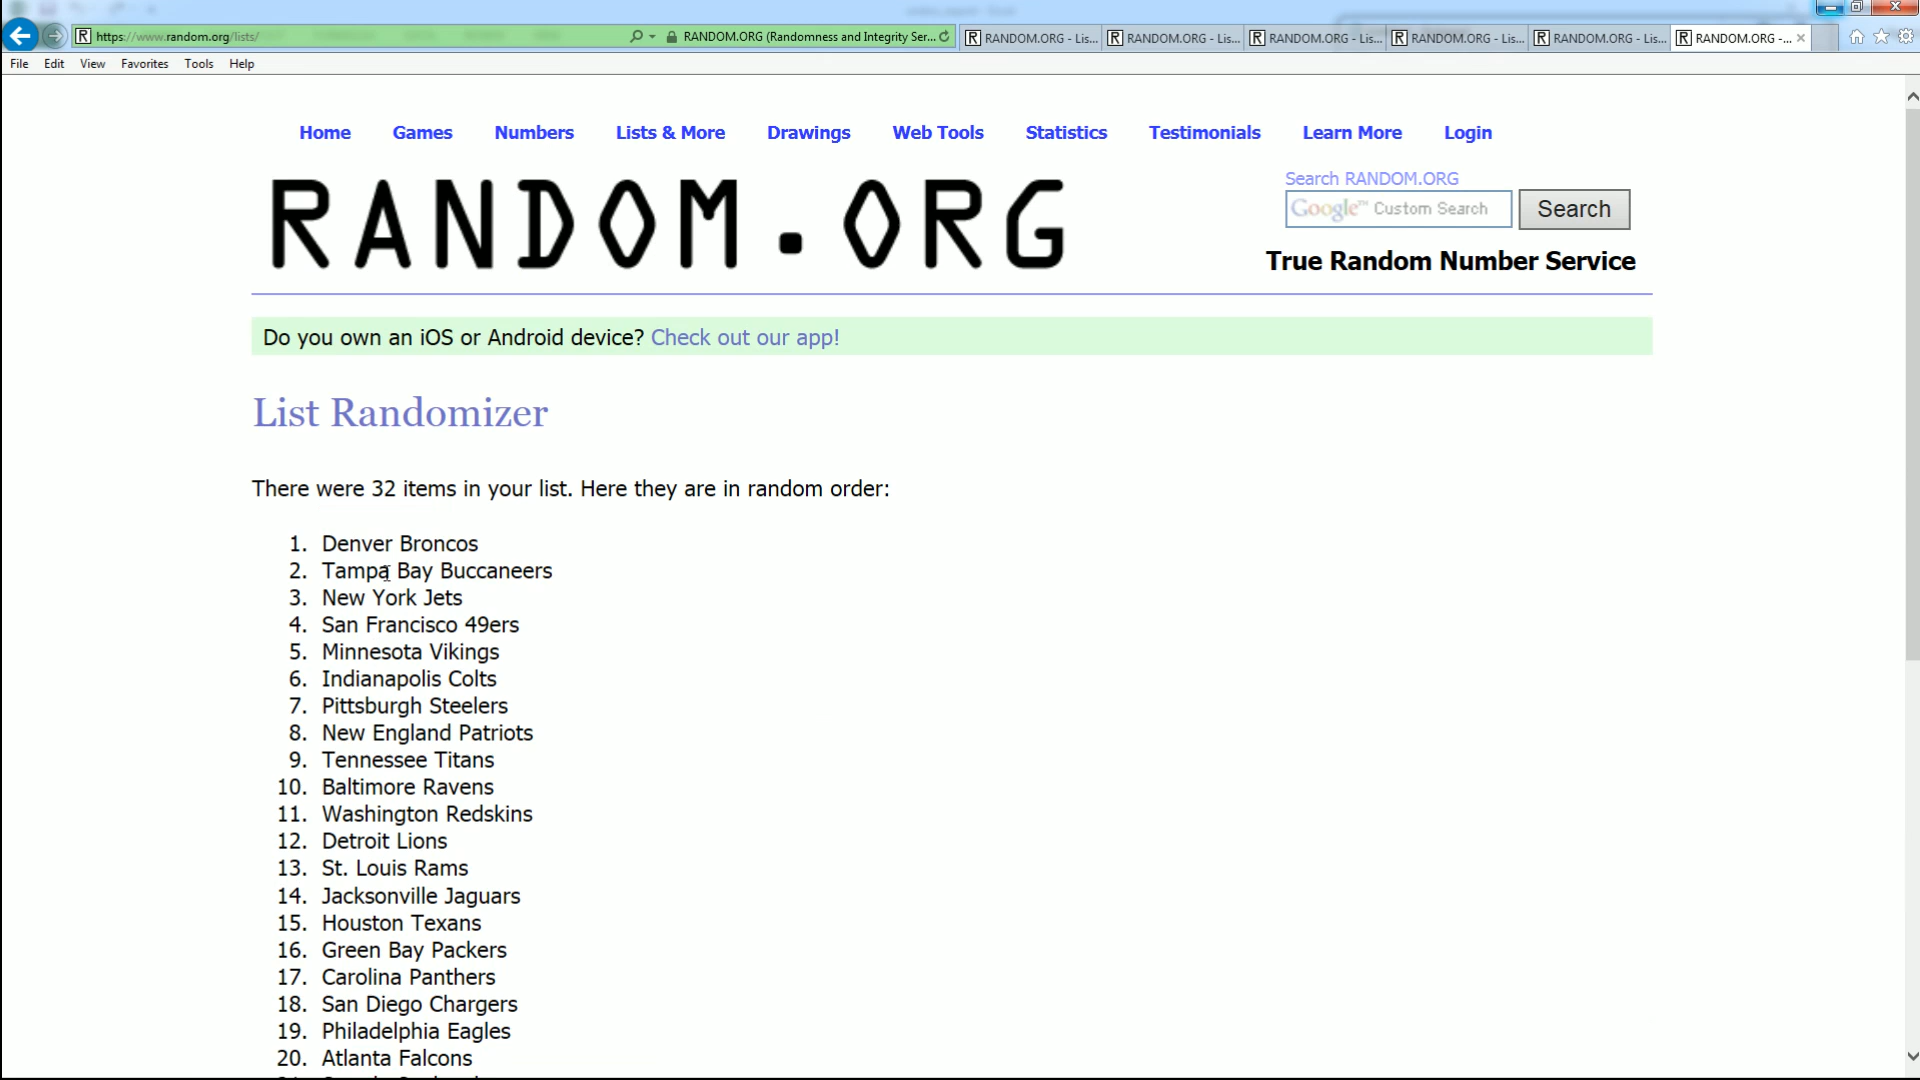 https://www.random.org/lists/
RANDOM.ORG (Randomness and Integrity Ser...
RANDOM.ORG - Lis...
RANDOM.ORG - Lis...
RANDOM.ORG - Lis...
RANDOM.ORG - Lis...
RANDOM.ORG - Lis...
RANDOM.ORG -...
File Edit View Favorites Tools Help
Home Games Numbers Lists & More Drawings Web Tools Statistics Testimonials Learn More Login
RANDOM.ORG
Search RANDOM.ORG
Google™ Custom Search Search
True Random Number Service
Do you own an iOS or Android device? Check out our app!
List Randomizer
There were 32 items in your list. Here they are in random order:
1. Denver Broncos
2. Tampa Bay Buccaneers
3. New York Jets
4. San Francisco 49ers
5. Minnesota Vikings
6. Indianapolis Colts
7. Pittsburgh Steelers
8. New England Patriots
9. Tennessee Titans
10. Baltimore Ravens
11. Washington Redskins
12. Detroit Lions
13. St. Louis Rams
14. Jacksonville Jaguars
15. Houston Texans
16. Green Bay Packers
17. Carolina Panthers
18. San Diego Chargers
19. Philadelphia Eagles
20. Atlanta Falcons